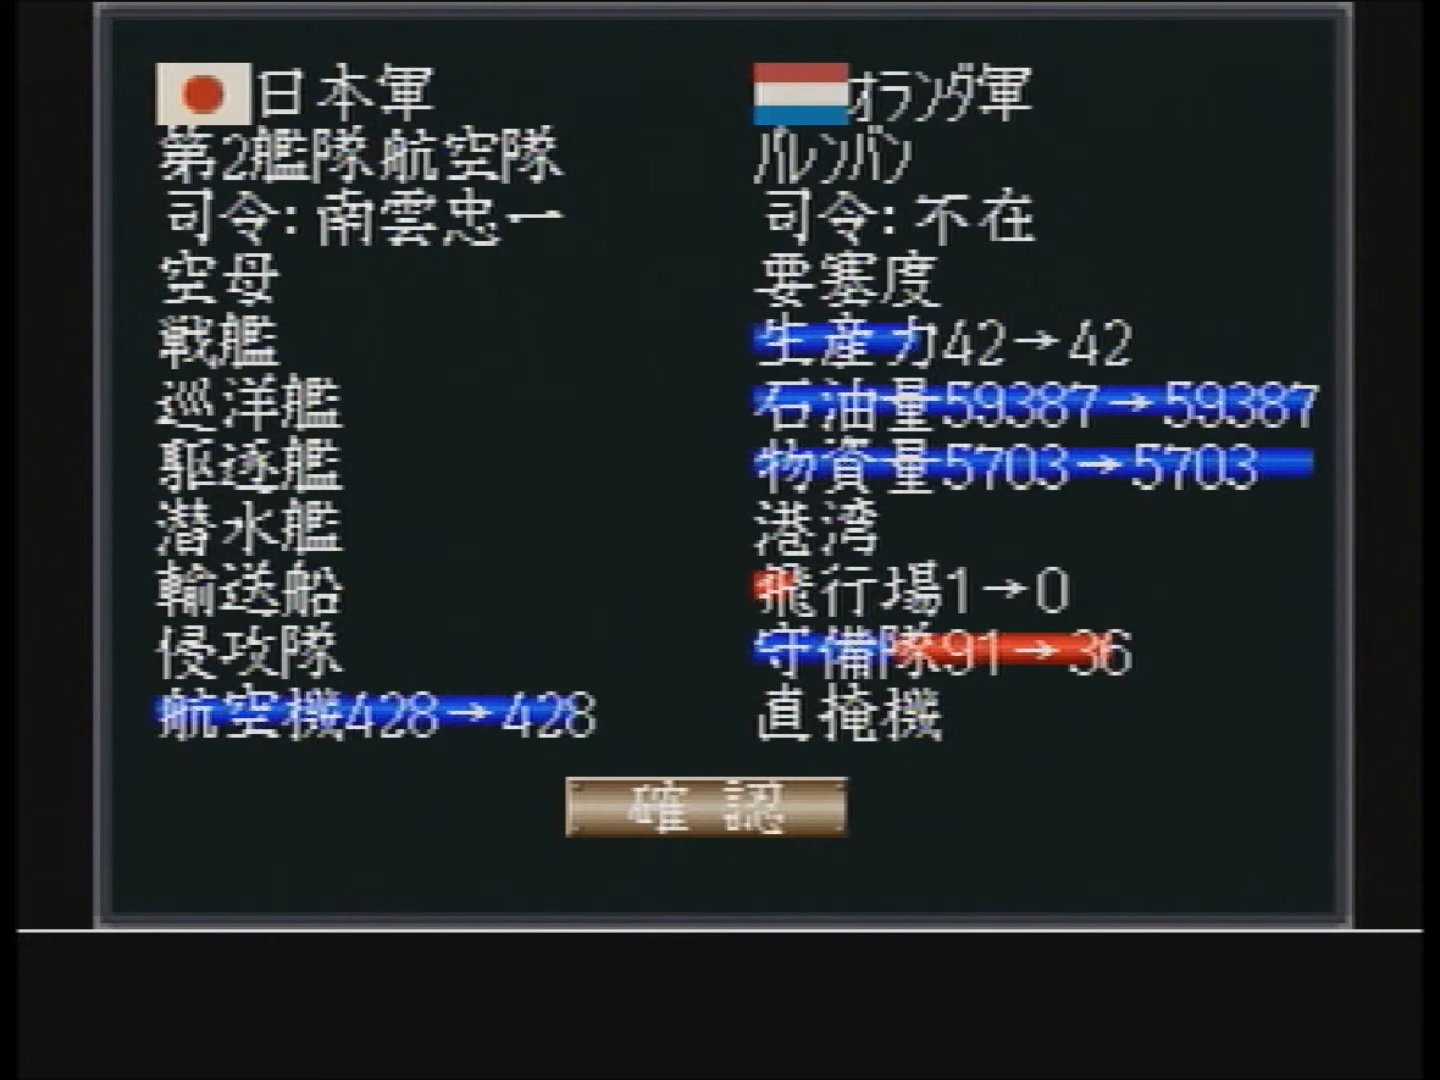 日本軍
第2艦隊航空隊
司令:南雲忠一
空母
戦艦
巡洋艦
駆逐艦
潜水艦
輸送船
侵攻隊
航空機428→428
オランダ軍
パレンバン
司令:不在
要塞度
生産力42→42
石油量59387→59387
物資量5703→5703
港湾
飛行場1→0
守備隊91→36
直掩機
確認